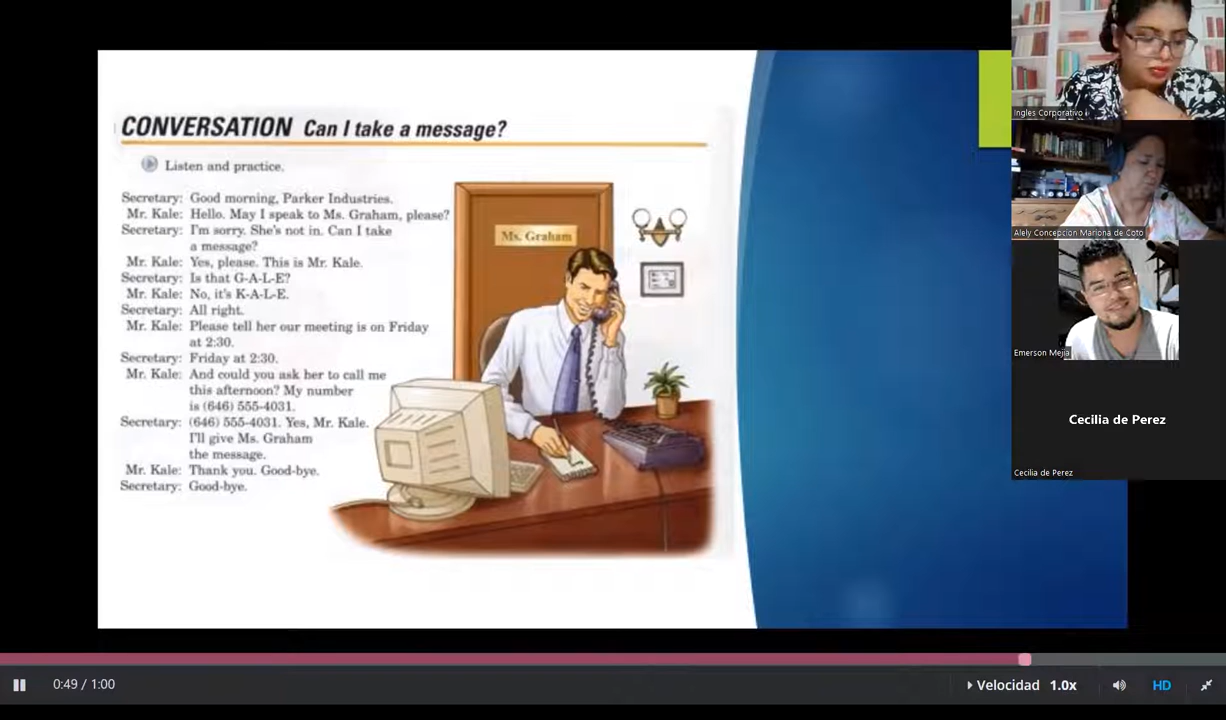 CONVERSATION Can I take a message?
Listen and practice.
Secretary: Good morning, Parker Industries.
Mr. Kale: Hello. May I speak to Ms. Graham, please?
Secretary: I'm sorry. She's not in. Can I take
a message?
Mr. Kale: Yes, please. This is Mr. Kale.
Secretary: Is that G-A-L-E?
Mr. Kale: No, it's K-A-L-E.
Secretary: All right.
Mr. Kale: Please tell her our meeting is on Friday
at 2:30.
Secretary: Friday at 2:30.
Mr. Kale: And could you ask her to call me
this afternoon? My number
is (646) 555-4031.
Secretary: (646) 555-4031. Yes, Mr. Kale.
I'll give Ms. Graham
the message.
Mr. Kale: Thank you. Good-bye.
Secretary: Good-bye.
Ms. Graham
Ingles Corporativo
Alely Concepcion Mariona de Coto
Emerson Mejia
Cecilia de Perez
Cecilia de Perez
0:49 / 1:00
Velocidad 1.0x
HD